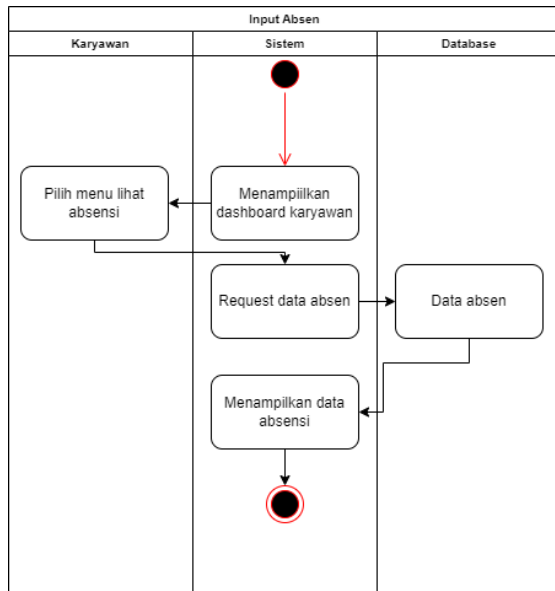 Input Absen
Karyawan
Sistem
Database
Menampiilkan
dashboard karyawan
Pilih menu lihat
absensi
Request data absen
Data absen
Menampilkan data
absensi